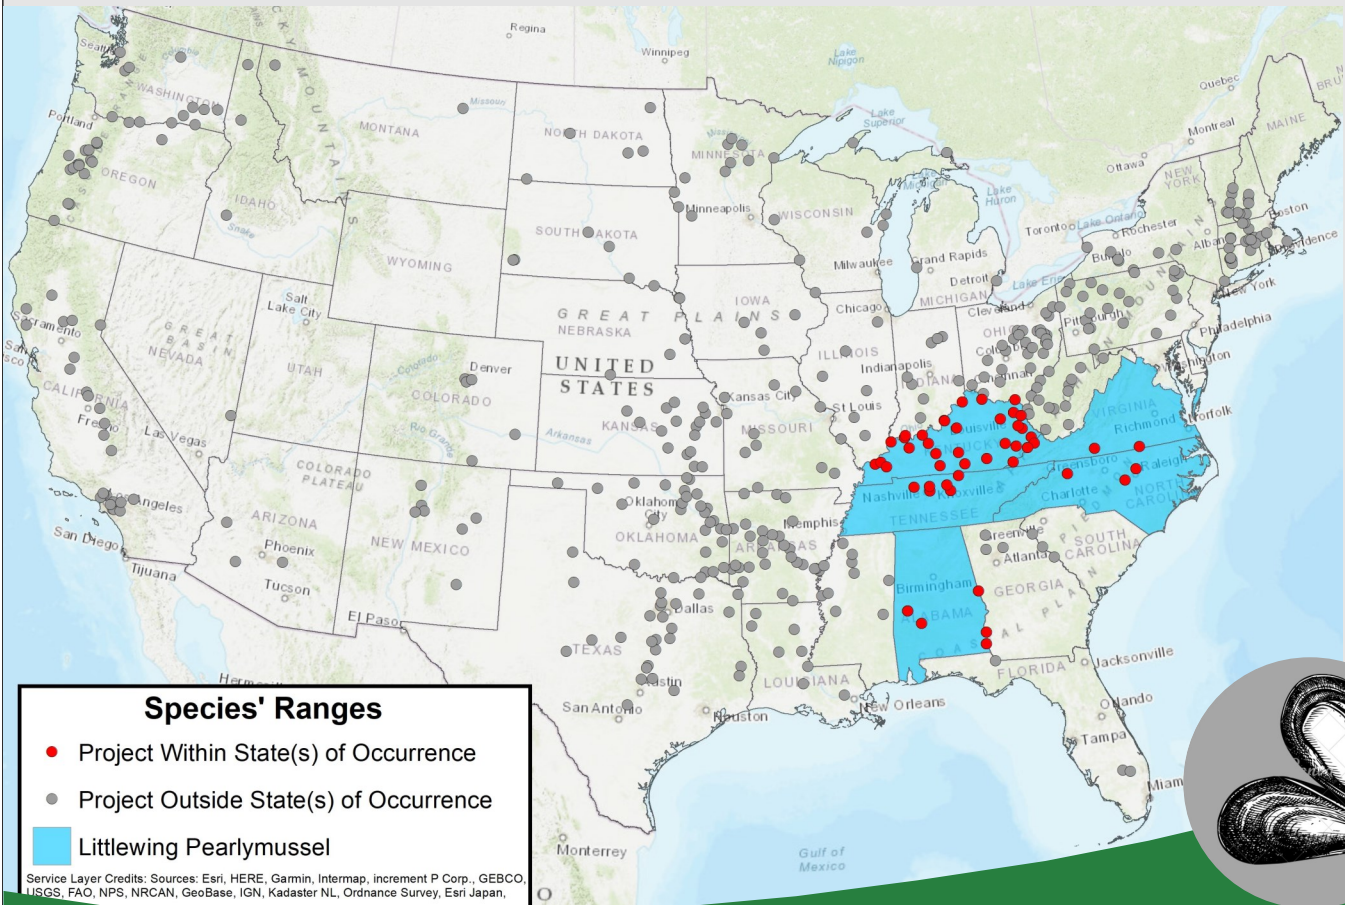 Regina
Winnipeg
Lake
Nipigon
Quebec
Seattle
WASHINGTON
Missouri
Lake
Superior
Montreal
MAINE
Portland
MONTANA
NORTH DAKOTA
MINNESOTA
Ottawa
NEW
YORK
OREGON
IDAHO
Snake
Minneapolis
WISCONSIN
Lake
Michigan
Lake
Huron
Toronto
Lake Ontario
Rochester
Boston
SOUTH DAKOTA
Albany
Providence
WYOMING
Milwaukee
Grand Rapids
Buffalo
Detroit
Lake Erie
MICHIGAN
New York
Salt
Lake City
IOWA
Chicago
Cleveland
GREAT PLAINS
NEBRASKA
Pittsburgh
Philadelphia
Sacramento
GREAT
BASIN
NEVADA
OHIO
ILLINOIS
Indianapolis
Columbus
Washington
UTAH
Colorado
Denver
UNITED
STATES
INDIANA
Cincinnati
CALIFORNIA
COLORADO
Kansas City
St Louis
VIRGINIA
Richmond
Norfolk
Fresno
Las Vegas
Rio Grande
Arkansas
KANSAS
MISSOURI
Louisville
KENTUCKY
COLORADO
PLATEAU
Greensboro
Raleigh
Los Angeles
Oklahoma
City
Nashville
Knoxville
Charlotte
NORTH
CAROLINA
ARIZONA
Memphis
TENNESSEE
San Diego
Phoenix
NEW MEXICO
OKLAHOMA
ARKANSAS
Greenville
SOUTH
CAROLINA
Tijuana
Tucson
Atlanta
Birmingham
GEORGIA
El Paso
Dallas
ALABAMA
COASTAL PLAIN
TEXAS
Jacksonville
FLORIDA
LOUISIANA
Austin
New Orleans
Orlando
San Antonio
Houston
Tampa
Monterrey
Gulf of
Mexico
Species' Ranges
Project Within State(s) of Occurrence
Project Outside State(s) of Occurrence
Littlewing Pearlymussel
Service Layer Credits: Sources: Esri, HERE, Garmin, Intermap, increment P Corp., GEBCO,
USGS, FAO, NPS, NRCAN, GeoBase, IGN, Kadaster NL, Ordnance Survey, Esri Japan,